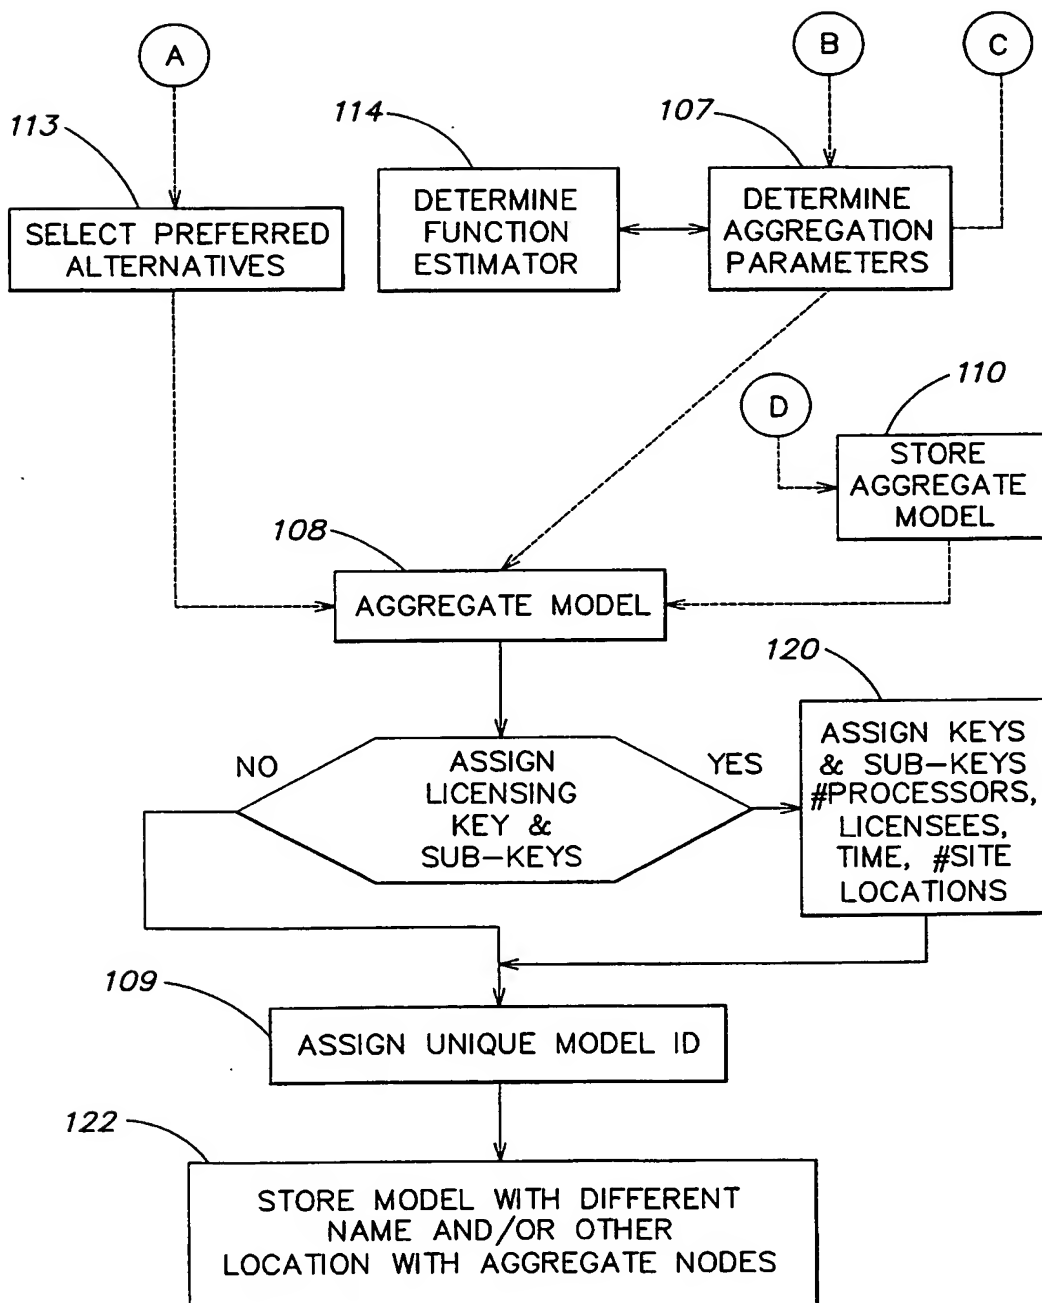 A
B
C
113
114
107
SELECT PREFERRED
ALTERNATIVES
DETERMINE
FUNCTION
ESTIMATOR
DETERMINE
AGGREGATION
PARAMETERS
D
110
STORE
AGGREGATE
MODEL
108
AGGREGATE MODEL
120
NO
ASSIGN
LICENSING
KEY &
SUB-KEYS
YES
ASSIGN KEYS
& SUB-KEYS
#PROCESSORS,
LICENSEES,
TIME, #SITE
LOCATIONS
109
ASSIGN UNIQUE MODEL ID
122
STORE MODEL WITH DIFFERENT
NAME AND/OR OTHER
LOCATION WITH AGGREGATE NODES